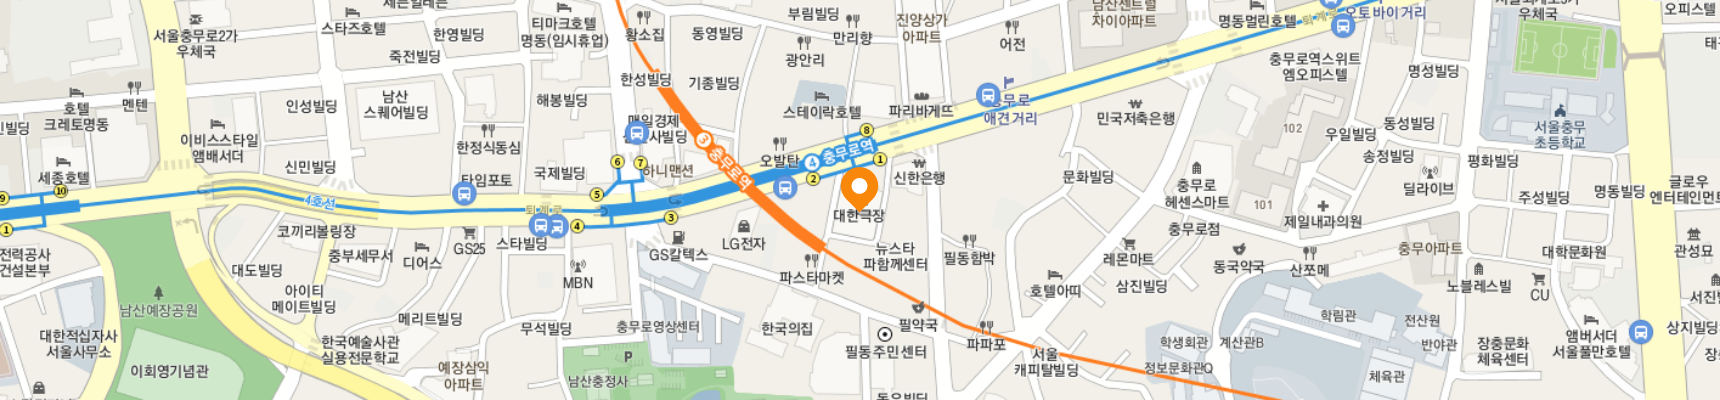 스타즈호텔
서울충무로2가
우체국
죽전빌딩
한영빌딩
티마크호텔
명동(임시휴업)
황소집
동영빌딩
부림빌딩
만리향
광안리
진양상가
아파트
어전
남산센트럴
자이아파트
명동멀린호텔
퇴계로
오토바이거리
우체국
오피스텔
호텔
크레토명동
멘텐
인성빌딩
남산
스퀘어빌딩
해봉빌딩
한성빌딩
기종빌딩
스테이락호텔
파리바게뜨
충무로
애견거리
민국저축은행
충무로역스위트
엠오피스텔
명성빌딩
102
우일빌딩
동성빌딩
송정빌딩
서울충무
초등학교
이비스스타일
앰배서더
세종호텔
신민빌딩
한정식동심
타임포토
국제빌딩
매일경제
하니맨션
오발탄
3 충무로역
4 충무로역
8
1
2
6
7
5
3
4
9
10
1
4호선
퇴계로
신한은행
대한극장
문화빌딩
충무로
헤센스마트
101
제일내과의원
딜라이브
평화빌딩
주성빌딩
명동빌딩
글로우
엔터테인먼트
코끼리볼링장
중부세무서
GS25
디어스
스타빌딩
MBN
GS칼텍스
LG전자
파스타마켓
뉴스타
파함께센터
필동함박
호텔아띠
레몬마트
삼진빌딩
충무로점
동국약국
산쪼메
충무아파트
대학문화원
노블레스빌
CU
관성묘
전력공사
건설본부
대도빌딩
아이티
메이트빌딩
남산예장공원
대한적십자사
서울사무소
이회영기념관
한국예술사관
실용전문학교
메리트빌딩
예장삼익
아파트
무석빌딩
충무로영상센터
P
남산충정사
한국의집
필동주민센터
필약국
파파포
서울
캐피탈빌딩
학생회관
정보문화관Q
계산관B
학림관
전산원
반야관
체육관
장충문화
체육센터
앰버서더
서울풀만호텔
상지빌딩